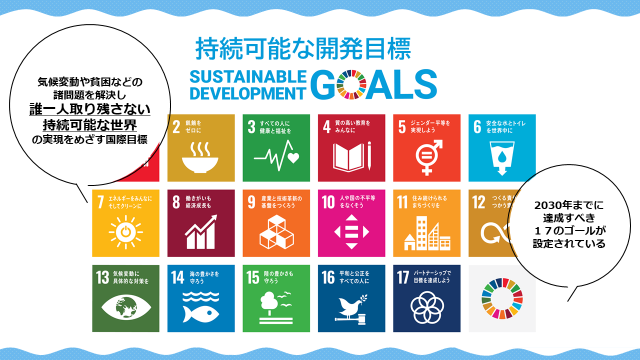 持続可能な開発目標
SUSTAINABLE
DEVELOPMENT
GOALS
気候変動や貧困などの
諸問題を解決し
誰一人取り残さない
持続可能な世界
の実現をめざす国際目標
2 飢餓を
ゼロに
3 すべての人に
健康と福祉を
4 質の高い教育を
みんなに
5 ジェンダー平等を
実現しよう
6 安全な水とトイレ
を世界中に
7 エネルギーをみんなに
そしてクリーンに
8 働きがいも
経済成長も
9 産業と技術革新の
基盤をつくろう
10 人や国の不平等
をなくそう
11 住み続けられる
まちづくりを
12 つくる
つかう
2030年までに
達成すべき
17のゴールが
設定されている
13 気候変動に
具体的な対策を
14 海の豊かさを
守ろう
15 陸の豊かさも
守ろう
16 平和と公正を
すべての人に
17 パートナーシップで
目標を達成しよう